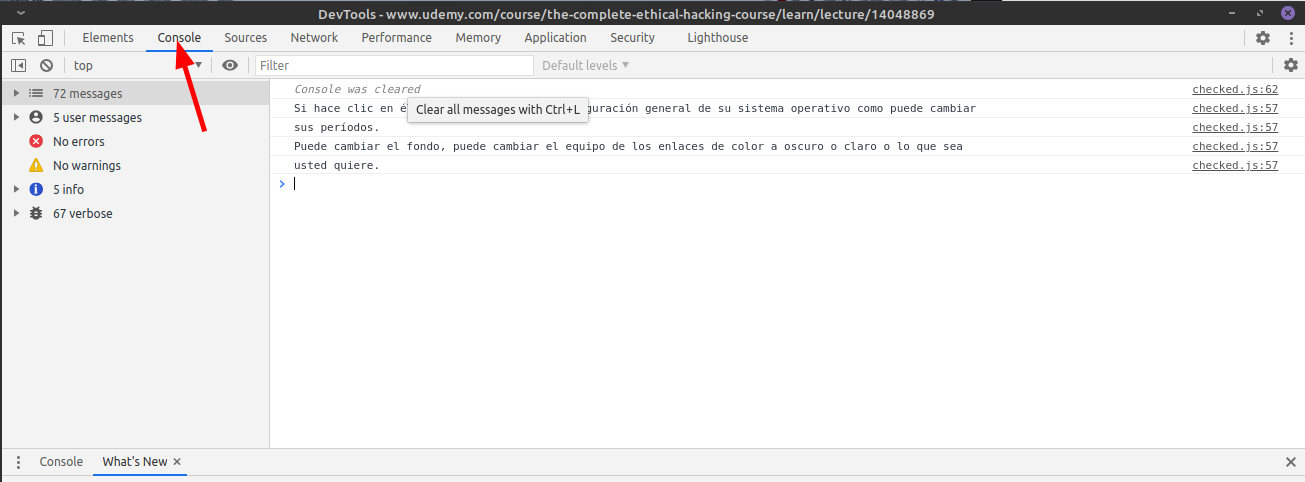 DevTools - www.udemy.com/course/the-complete-ethical-hacking-course/learn/lecture/14048869
Elements Console Sources Network Performance Memory Application Security Lighthouse
top Filter Default levels
72 messages
5 user messages
No errors
No warnings
5 info
67 verbose
Console was cleared checked.js:62
Si hace clic en guración general de su sistema operativo como puede cambiar checked.js:57
Clear all messages with Ctrl+L
sus períodos. checked.js:57
Puede cambiar el fondo, puede cambiar el equipo de los enlaces de color a oscuro o claro o lo que sea checked.js:57
usted quiere. checked.js:57
Console What's New